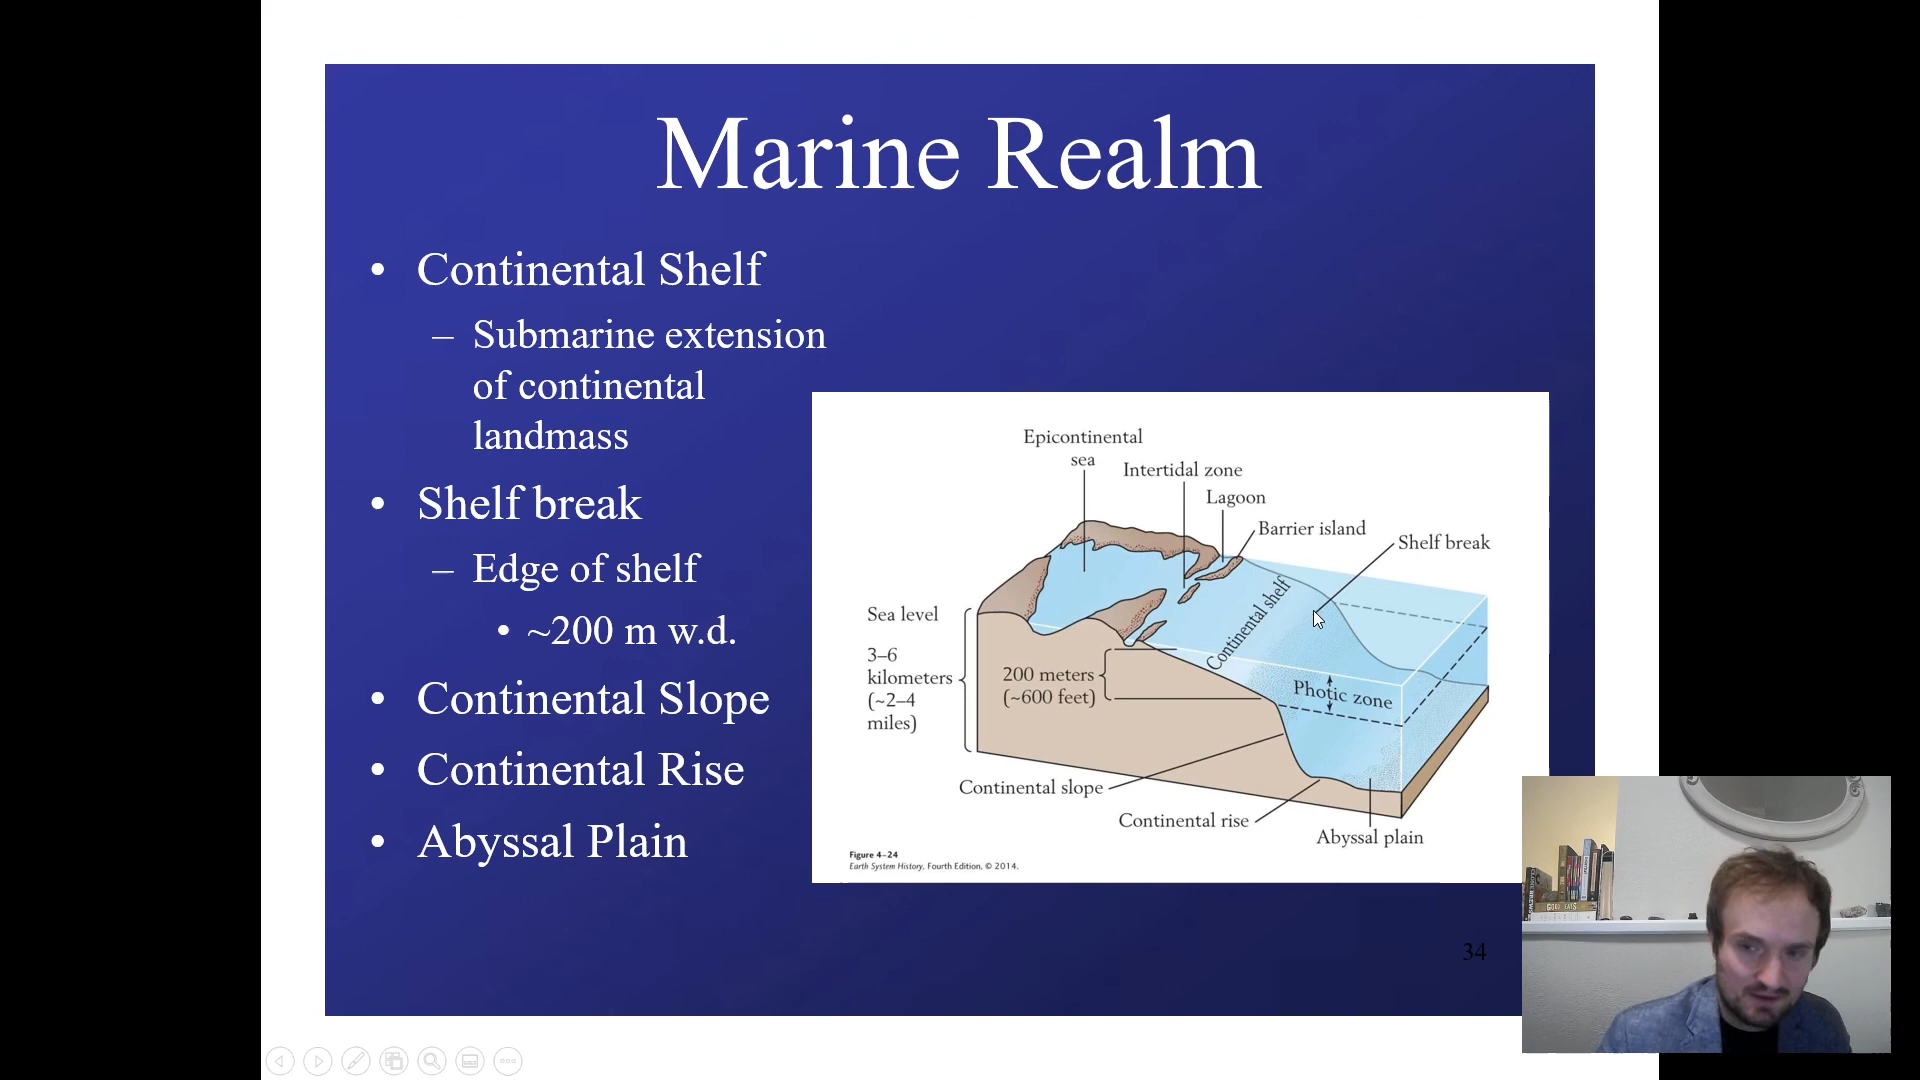 Marine Realm
• Continental Shelf
– Submarine extension
of continental
landmass
• Shelf break
– Edge of shelf
• ~200 m w.d.
• Continental Slope
• Continental Rise
• Abyssal Plain
Epicontinental
sea
Intertidal zone
Lagoon
Barrier island
Shelf break
Continental shelf
Sea level
3–6
kilometers
(~2–4
miles)
200 meters
(~600 feet)
Photic zone
Continental slope
Continental rise
Abyssal plain
Figure 4–24
Earth System History, Fourth Edition, © 2014.
34
GOOD EATS